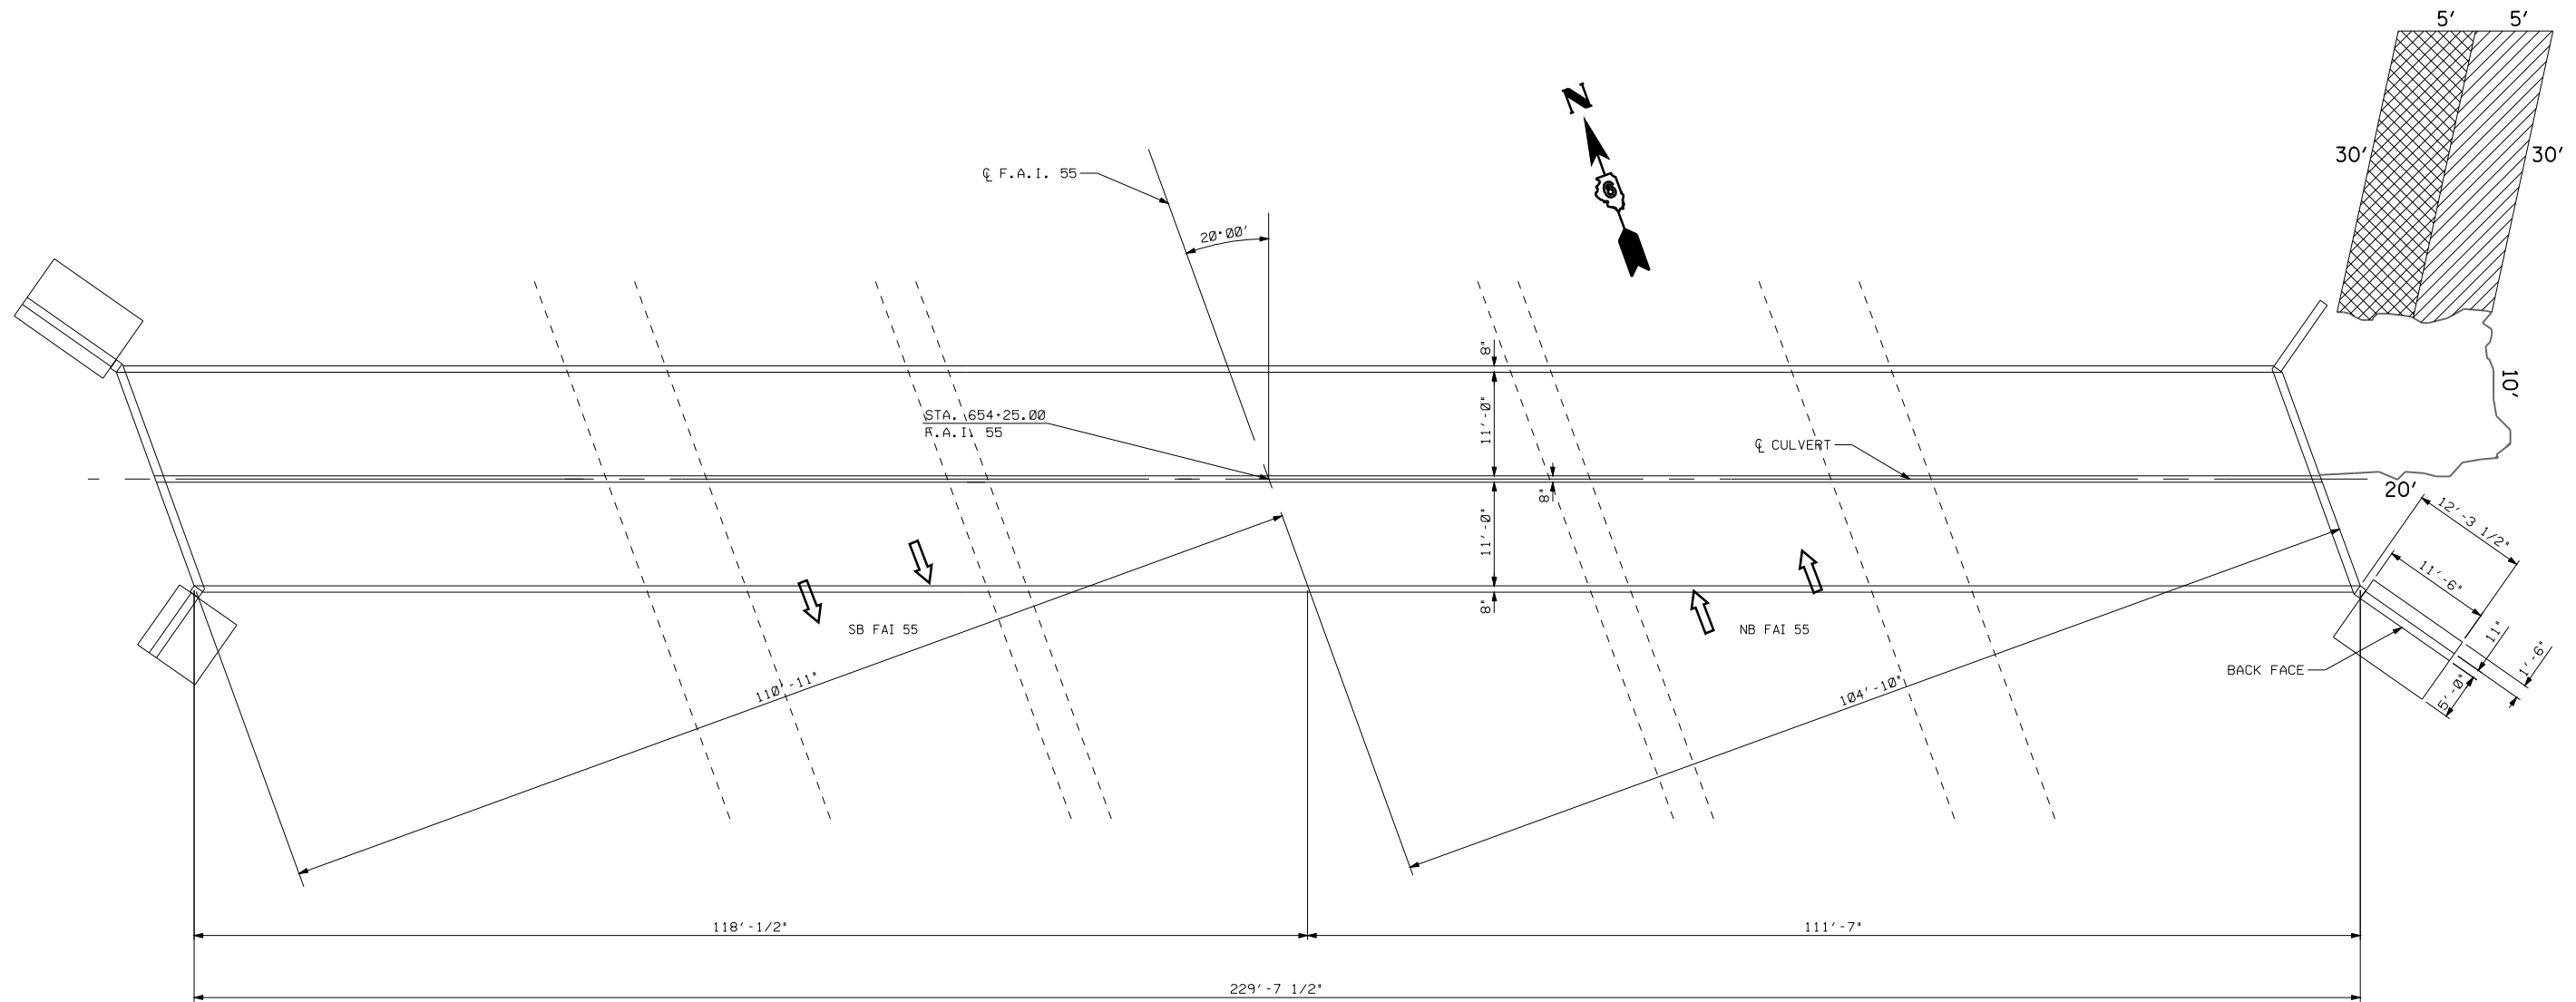 5' 5'
N
30' 30'
℄ F.A.I. 55
6
20°00'
8"
10'
STA. 654+25.00
F.A.I. 55
11'-0"
℄ CULVERT
8"
20'
12'-3 1/2"
11'-0"
11'-6"
8"
SB FAI 55
NB FAI 55
11"
1'-6"
BACK FACE
5'-0"
110'-11"
104'-10"
118'-1/2"
111'-7"
229'-7 1/2"